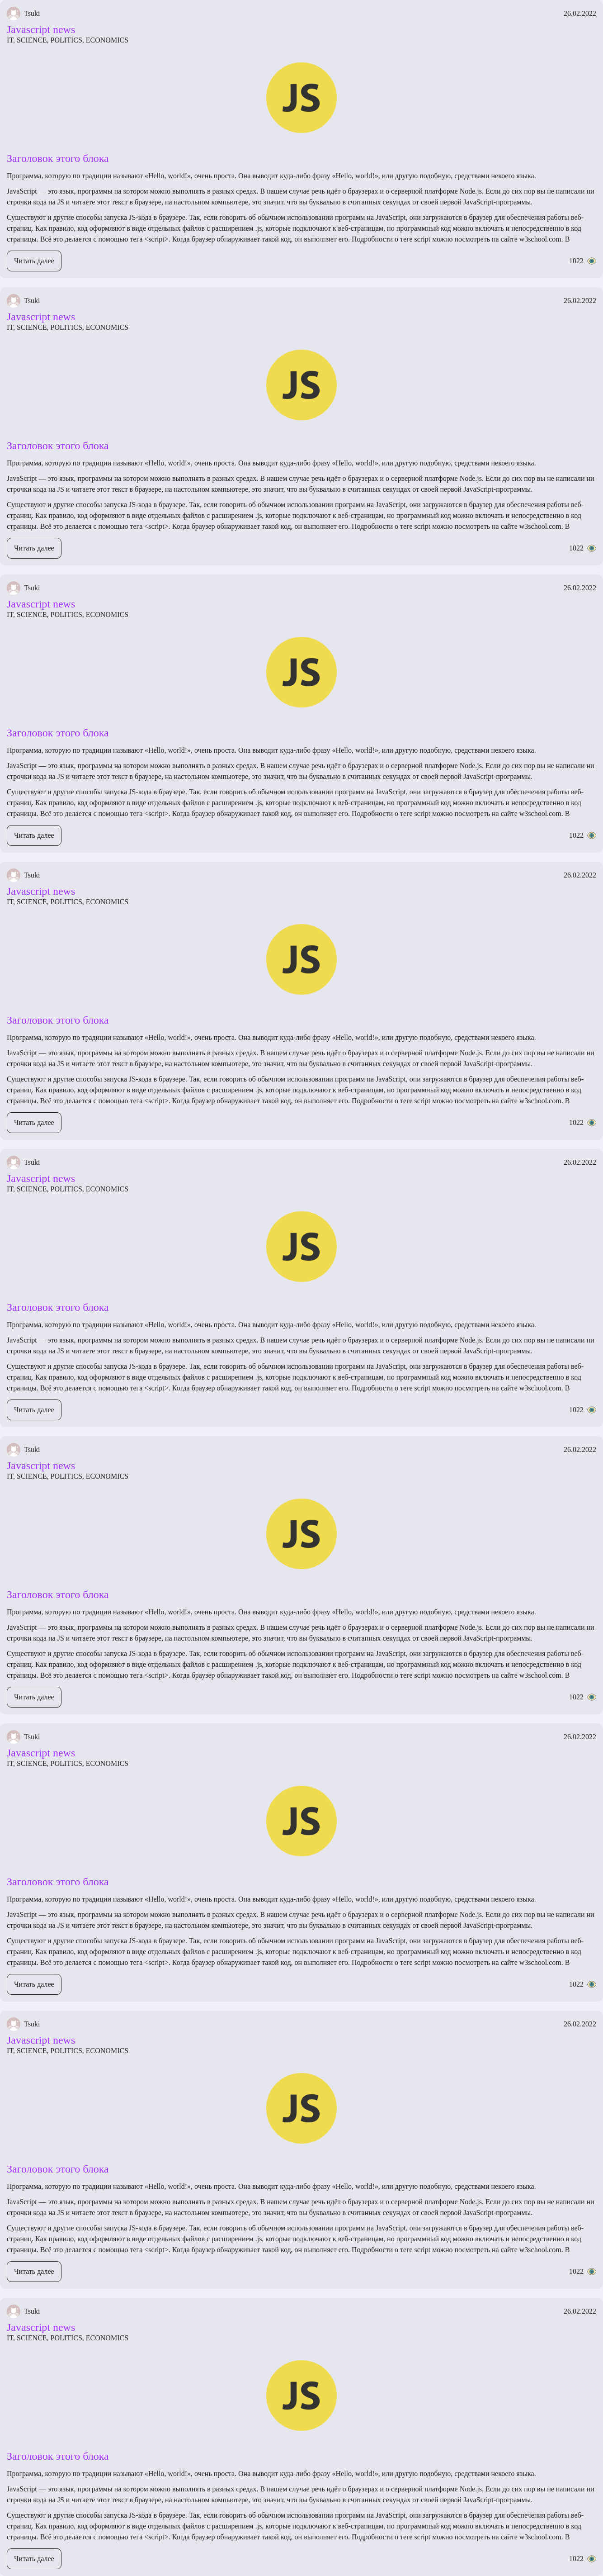 Tsuki 26.02.2022
Javascript news
IT, SCIENCE, POLITICS, ECONOMICS
JS
Заголовок этого блока
Программа, которую по традиции называют «Hello, world!», очень проста. Она выводит куда-либо фразу «Hello, world!», или другую подобную, средствами некоего языка.
JavaScript — это язык, программы на котором можно выполнять в разных средах. В нашем случае речь идёт о браузерах и о серверной платформе Node.js. Если до сих пор вы не написали ни
строчки кода на JS и читаете этот текст в браузере, на настольном компьютере, это значит, что вы буквально в считанных секундах от своей первой JavaScript-программы.
Существуют и другие способы запуска JS-кода в браузере. Так, если говорить об обычном использовании программ на JavaScript, они загружаются в браузер для обеспечения работы веб-
страниц. Как правило, код оформляют в виде отдельных файлов с расширением .js, которые подключают к веб-страницам, но программный код можно включать и непосредственно в код
страницы. Всё это делается с помощью тега <script>. Когда браузер обнаруживает такой код, он выполняет его. Подробности о теге script можно посмотреть на сайте w3school.com. В
Читать далее 1022
Tsuki 26.02.2022
Javascript news
IT, SCIENCE, POLITICS, ECONOMICS
JS
Заголовок этого блока
Программа, которую по традиции называют «Hello, world!», очень проста. Она выводит куда-либо фразу «Hello, world!», или другую подобную, средствами некоего языка.
JavaScript — это язык, программы на котором можно выполнять в разных средах. В нашем случае речь идёт о браузерах и о серверной платформе Node.js. Если до сих пор вы не написали ни
строчки кода на JS и читаете этот текст в браузере, на настольном компьютере, это значит, что вы буквально в считанных секундах от своей первой JavaScript-программы.
Существуют и другие способы запуска JS-кода в браузере. Так, если говорить об обычном использовании программ на JavaScript, они загружаются в браузер для обеспечения работы веб-
страниц. Как правило, код оформляют в виде отдельных файлов с расширением .js, которые подключают к веб-страницам, но программный код можно включать и непосредственно в код
страницы. Всё это делается с помощью тега <script>. Когда браузер обнаруживает такой код, он выполняет его. Подробности о теге script можно посмотреть на сайте w3school.com. В
Читать далее 1022
Tsuki 26.02.2022
Javascript news
IT, SCIENCE, POLITICS, ECONOMICS
JS
Заголовок этого блока
Программа, которую по традиции называют «Hello, world!», очень проста. Она выводит куда-либо фразу «Hello, world!», или другую подобную, средствами некоего языка.
JavaScript — это язык, программы на котором можно выполнять в разных средах. В нашем случае речь идёт о браузерах и о серверной платформе Node.js. Если до сих пор вы не написали ни
строчки кода на JS и читаете этот текст в браузере, на настольном компьютере, это значит, что вы буквально в считанных секундах от своей первой JavaScript-программы.
Существуют и другие способы запуска JS-кода в браузере. Так, если говорить об обычном использовании программ на JavaScript, они загружаются в браузер для обеспечения работы веб-
страниц. Как правило, код оформляют в виде отдельных файлов с расширением .js, которые подключают к веб-страницам, но программный код можно включать и непосредственно в код
страницы. Всё это делается с помощью тега <script>. Когда браузер обнаруживает такой код, он выполняет его. Подробности о теге script можно посмотреть на сайте w3school.com. В
Читать далее 1022
Tsuki 26.02.2022
Javascript news
IT, SCIENCE, POLITICS, ECONOMICS
JS
Заголовок этого блока
Программа, которую по традиции называют «Hello, world!», очень проста. Она выводит куда-либо фразу «Hello, world!», или другую подобную, средствами некоего языка.
JavaScript — это язык, программы на котором можно выполнять в разных средах. В нашем случае речь идёт о браузерах и о серверной платформе Node.js. Если до сих пор вы не написали ни
строчки кода на JS и читаете этот текст в браузере, на настольном компьютере, это значит, что вы буквально в считанных секундах от своей первой JavaScript-программы.
Существуют и другие способы запуска JS-кода в браузере. Так, если говорить об обычном использовании программ на JavaScript, они загружаются в браузер для обеспечения работы веб-
страниц. Как правило, код оформляют в виде отдельных файлов с расширением .js, которые подключают к веб-страницам, но программный код можно включать и непосредственно в код
страницы. Всё это делается с помощью тега <script>. Когда браузер обнаруживает такой код, он выполняет его. Подробности о теге script можно посмотреть на сайте w3school.com. В
Читать далее 1022
Tsuki 26.02.2022
Javascript news
IT, SCIENCE, POLITICS, ECONOMICS
JS
Заголовок этого блока
Программа, которую по традиции называют «Hello, world!», очень проста. Она выводит куда-либо фразу «Hello, world!», или другую подобную, средствами некоего языка.
JavaScript — это язык, программы на котором можно выполнять в разных средах. В нашем случае речь идёт о браузерах и о серверной платформе Node.js. Если до сих пор вы не написали ни
строчки кода на JS и читаете этот текст в браузере, на настольном компьютере, это значит, что вы буквально в считанных секундах от своей первой JavaScript-программы.
Существуют и другие способы запуска JS-кода в браузере. Так, если говорить об обычном использовании программ на JavaScript, они загружаются в браузер для обеспечения работы веб-
страниц. Как правило, код оформляют в виде отдельных файлов с расширением .js, которые подключают к веб-страницам, но программный код можно включать и непосредственно в код
страницы. Всё это делается с помощью тега <script>. Когда браузер обнаруживает такой код, он выполняет его. Подробности о теге script можно посмотреть на сайте w3school.com. В
Читать далее 1022
Tsuki 26.02.2022
Javascript news
IT, SCIENCE, POLITICS, ECONOMICS
JS
Заголовок этого блока
Программа, которую по традиции называют «Hello, world!», очень проста. Она выводит куда-либо фразу «Hello, world!», или другую подобную, средствами некоего языка.
JavaScript — это язык, программы на котором можно выполнять в разных средах. В нашем случае речь идёт о браузерах и о серверной платформе Node.js. Если до сих пор вы не написали ни
строчки кода на JS и читаете этот текст в браузере, на настольном компьютере, это значит, что вы буквально в считанных секундах от своей первой JavaScript-программы.
Существуют и другие способы запуска JS-кода в браузере. Так, если говорить об обычном использовании программ на JavaScript, они загружаются в браузер для обеспечения работы веб-
страниц. Как правило, код оформляют в виде отдельных файлов с расширением .js, которые подключают к веб-страницам, но программный код можно включать и непосредственно в код
страницы. Всё это делается с помощью тега <script>. Когда браузер обнаруживает такой код, он выполняет его. Подробности о теге script можно посмотреть на сайте w3school.com. В
Читать далее 1022
Tsuki 26.02.2022
Javascript news
IT, SCIENCE, POLITICS, ECONOMICS
JS
Заголовок этого блока
Программа, которую по традиции называют «Hello, world!», очень проста. Она выводит куда-либо фразу «Hello, world!», или другую подобную, средствами некоего языка.
JavaScript — это язык, программы на котором можно выполнять в разных средах. В нашем случае речь идёт о браузерах и о серверной платформе Node.js. Если до сих пор вы не написали ни
строчки кода на JS и читаете этот текст в браузере, на настольном компьютере, это значит, что вы буквально в считанных секундах от своей первой JavaScript-программы.
Существуют и другие способы запуска JS-кода в браузере. Так, если говорить об обычном использовании программ на JavaScript, они загружаются в браузер для обеспечения работы веб-
страниц. Как правило, код оформляют в виде отдельных файлов с расширением .js, которые подключают к веб-страницам, но программный код можно включать и непосредственно в код
страницы. Всё это делается с помощью тега <script>. Когда браузер обнаруживает такой код, он выполняет его. Подробности о теге script можно посмотреть на сайте w3school.com. В
Читать далее 1022
Tsuki 26.02.2022
Javascript news
IT, SCIENCE, POLITICS, ECONOMICS
JS
Заголовок этого блока
Программа, которую по традиции называют «Hello, world!», очень проста. Она выводит куда-либо фразу «Hello, world!», или другую подобную, средствами некоего языка.
JavaScript — это язык, программы на котором можно выполнять в разных средах. В нашем случае речь идёт о браузерах и о серверной платформе Node.js. Если до сих пор вы не написали ни
строчки кода на JS и читаете этот текст в браузере, на настольном компьютере, это значит, что вы буквально в считанных секундах от своей первой JavaScript-программы.
Существуют и другие способы запуска JS-кода в браузере. Так, если говорить об обычном использовании программ на JavaScript, они загружаются в браузер для обеспечения работы веб-
страниц. Как правило, код оформляют в виде отдельных файлов с расширением .js, которые подключают к веб-страницам, но программный код можно включать и непосредственно в код
страницы. Всё это делается с помощью тега <script>. Когда браузер обнаруживает такой код, он выполняет его. Подробности о теге script можно посмотреть на сайте w3school.com. В
Читать далее 1022
Tsuki 26.02.2022
Javascript news
IT, SCIENCE, POLITICS, ECONOMICS
JS
Заголовок этого блока
Программа, которую по традиции называют «Hello, world!», очень проста. Она выводит куда-либо фразу «Hello, world!», или другую подобную, средствами некоего языка.
JavaScript — это язык, программы на котором можно выполнять в разных средах. В нашем случае речь идёт о браузерах и о серверной платформе Node.js. Если до сих пор вы не написали ни
строчки кода на JS и читаете этот текст в браузере, на настольном компьютере, это значит, что вы буквально в считанных секундах от своей первой JavaScript-программы.
Существуют и другие способы запуска JS-кода в браузере. Так, если говорить об обычном использовании программ на JavaScript, они загружаются в браузер для обеспечения работы веб-
страниц. Как правило, код оформляют в виде отдельных файлов с расширением .js, которые подключают к веб-страницам, но программный код можно включать и непосредственно в код
страницы. Всё это делается с помощью тега <script>. Когда браузер обнаруживает такой код, он выполняет его. Подробности о теге script можно посмотреть на сайте w3school.com. В
Читать далее 1022